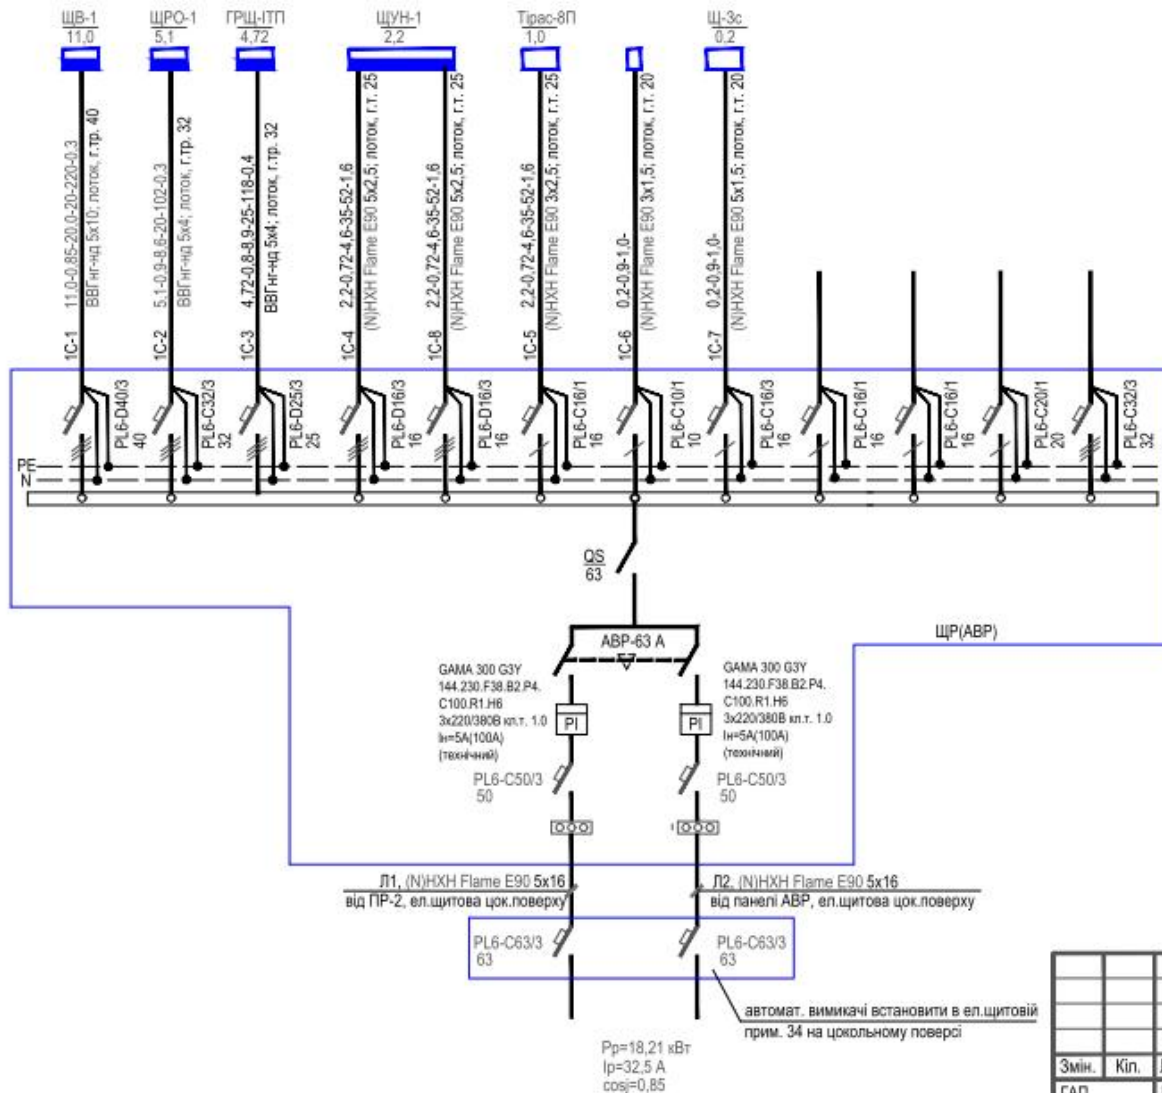 ЩВ-1
11,0
ЩРО-1
5,1
ГРЩ-ІТП
4,72
ЩУН-1
2,2
Тірас-8П
1,0
Щ-3с
0,2
1С-1
11,0-0,85-20,0-20-220-0,3
ВВГнг-нд 5х10; лоток, г.тр. 40
1С-2
5,1-0,9-8,6-20-102-0,3
ВВГнг-нд 5х4; лоток, г.тр. 32
1С-3
4,72-0,8-8,9-25-118-0,4
ВВГнг-нд 5х4; лоток, г.тр. 32
1С-4
2,2-0,72-4,6-35-52-1,6
(N)HXH Flame E90 5x2,5; лоток, г.т. 25
1С-8
2,2-0,72-4,6-35-52-1,6
(N)HXH Flame E90 5x2,5; лоток, г.т. 25
1С-5
2,2-0,72-4,6-35-52-1,6
(N)HXH Flame E90 3x2,5; лоток, г.т. 25
1С-6
0,2-0,9-1,0-
(N)HXH Flame E90 3x1,5; лоток, г.т. 20
1С-7
0,2-0,9-1,0-
(N)HXH Flame E90 5x1,5; лоток, г.т. 20
PL6-D40/3
40
PL6-C32/3
32
PL6-D25/3
25
PL6-D16/3
16
PL6-D16/3
16
PL6-C16/1
16
PL6-C10/1
10
PL6-C16/3
16
PL6-C16/1
16
PL6-C16/1
16
PL6-C20/1
20
PL6-C32/3
32
PE
N
QS
63
АВР-63 А
ЩР(АВР)
GAMA 300 G3Y
144.230.F38.B2.P4.
C100.R1.H6
3x220/380В кл.т. 1.0
Ін=5А(100А)
(технічний)
PI
PI
GAMA 300 G3Y
144.230.F38.B2.P4.
C100.R1.H6
3x220/380В кл.т. 1.0
Ін=5А(100А)
(технічний)
PL6-C50/3
50
PL6-C50/3
50
Л1, (N)HXH Flame E90 5x16
від ПР-2, ел.щитова цок.поверху
Л2, (N)HXH Flame E90 5x16
від панелі АВР, ел.щитова цок.поверху
PL6-C63/3
63
PL6-C63/3
63
автомат. вимикачі встановити в ел.щитовій
прим. 34 на цокольному поверсі
Рр=18,21 кВт
Ір=32,5 А
cosj=0,85
Змін. Кіл.
ГАП